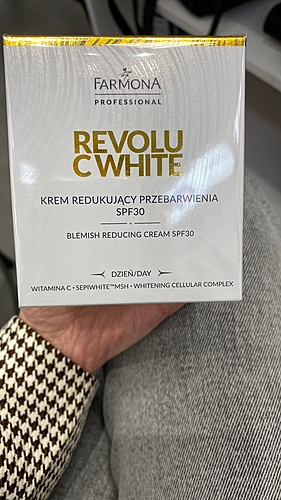 FARMONA
PROFESSIONAL
REVOLU
C WHITE
KREM REDUKUJĄCY PRZEBARWIENIA
SPF30
BLEMISH REDUCING CREAM SPF30
DZIEŃ/DAY
WITAMINA C • SEPIWHITE™MSH • WHITENING CELLULAR COMPLEX